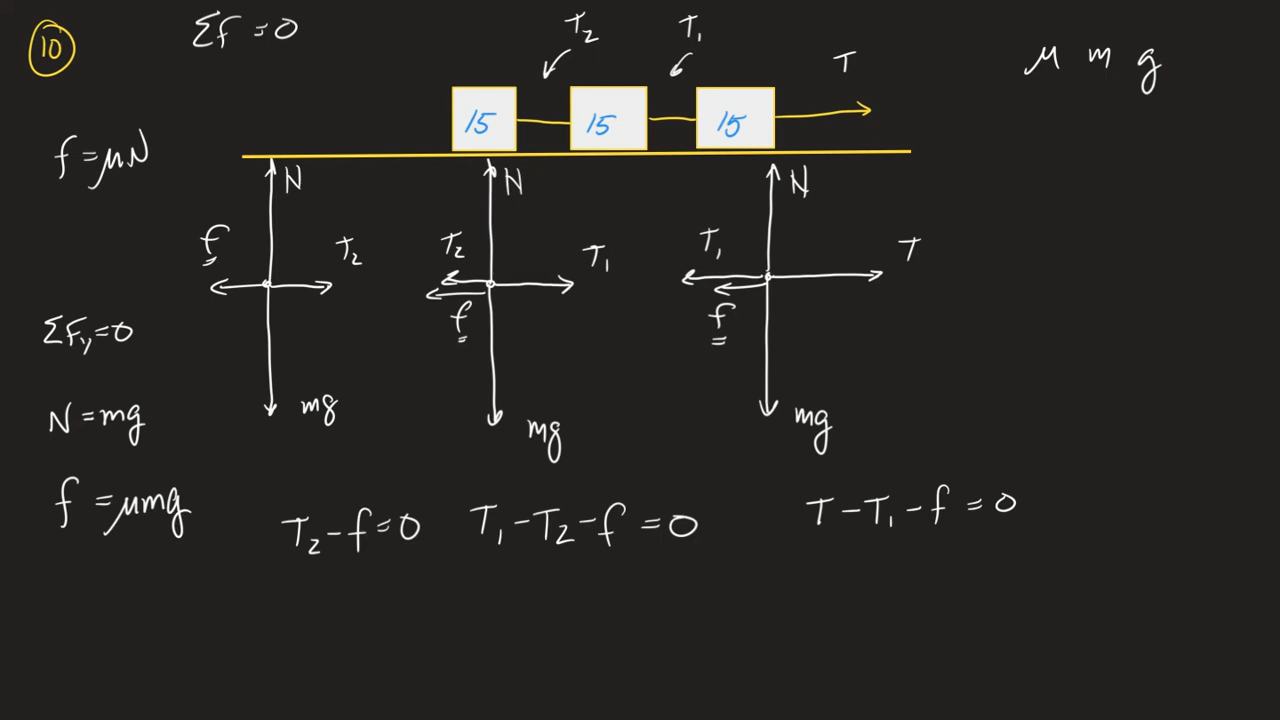 10
Σf = 0
T₂
T₁
T
μ m g
15
15
15
f = μN
N
N
N
f
T₂
T₂
T₁
T₁
T
f
f
ΣFy = 0
N = mg
mg
mg
mg
f = μmg
T₂ - f = 0
T₁ - T₂ - f = 0
T - T₁ - f = 0